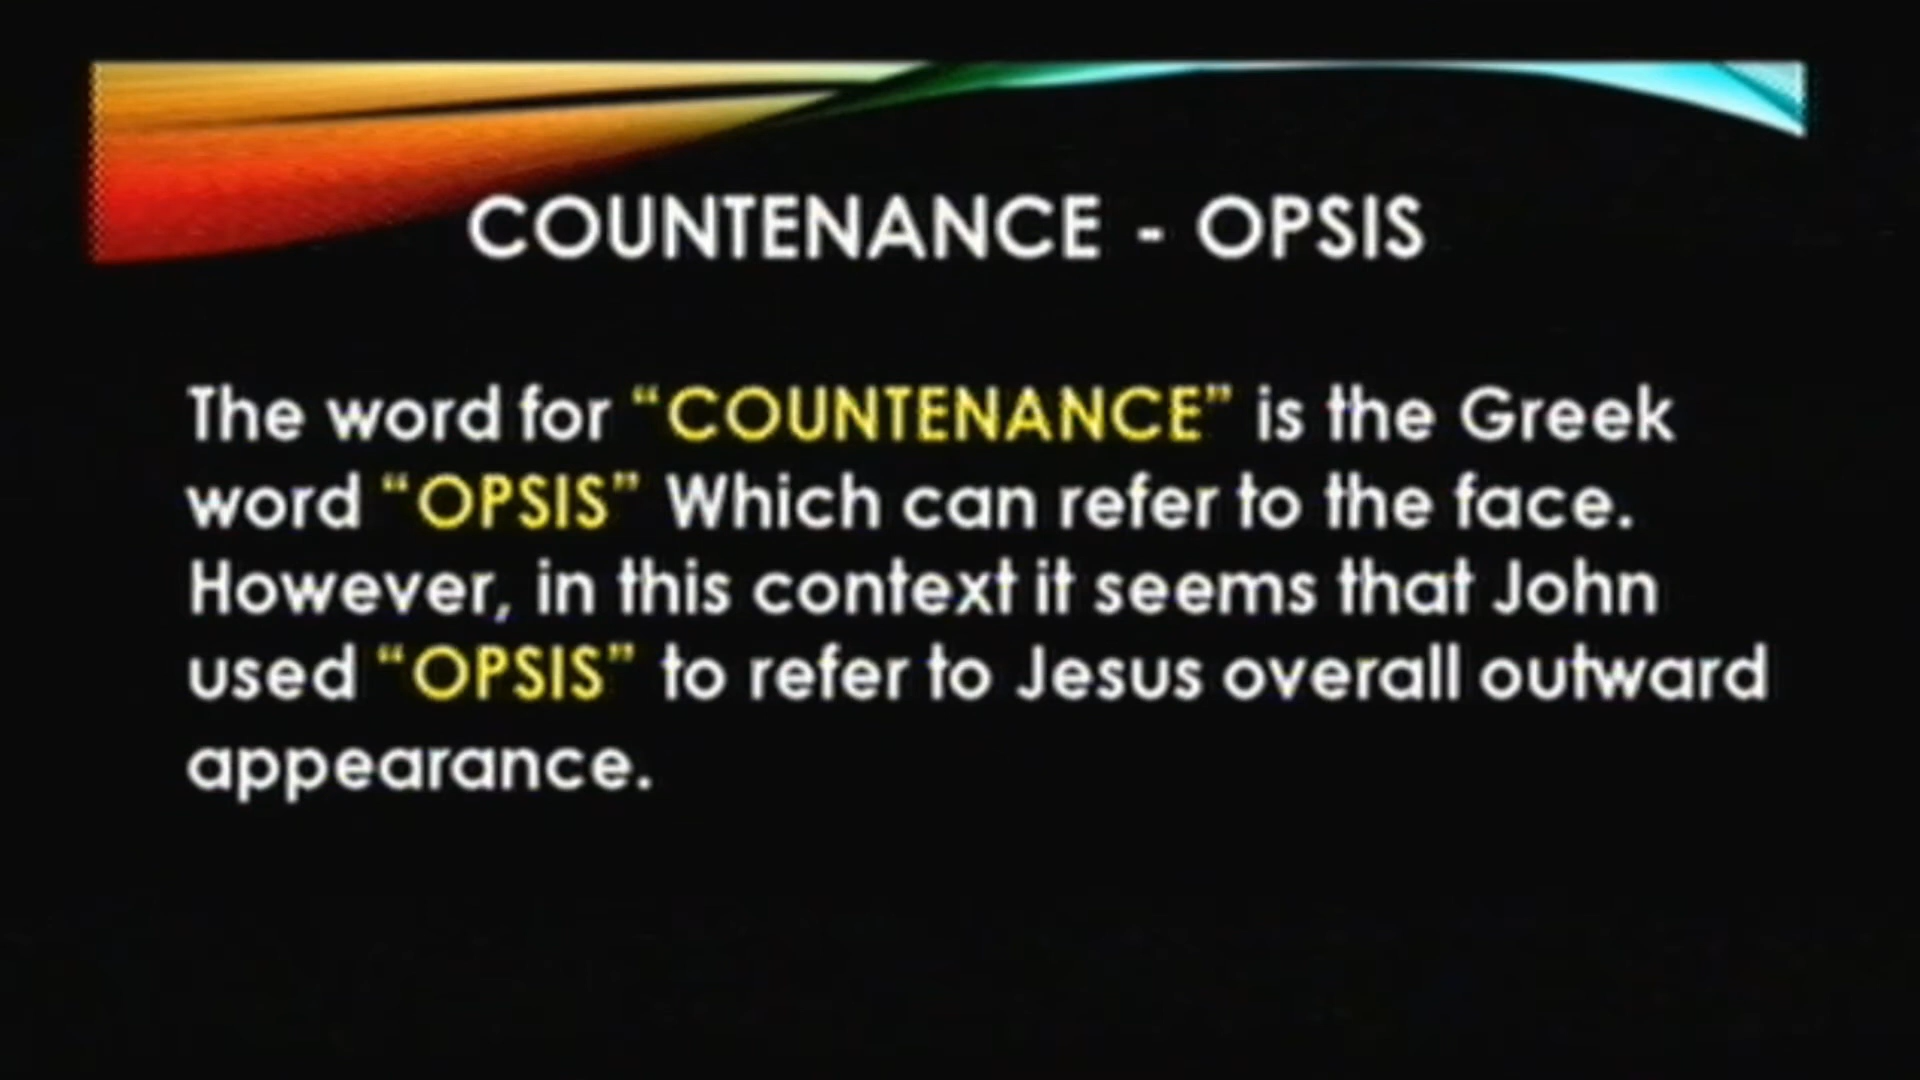 COUNTENANCE - OPSIS
The word for “COUNTENANCE” is the Greek
word “OPSIS” Which can refer to the face.
However, in this context it seems that John
used “OPSIS” to refer to Jesus overall outward
appearance.